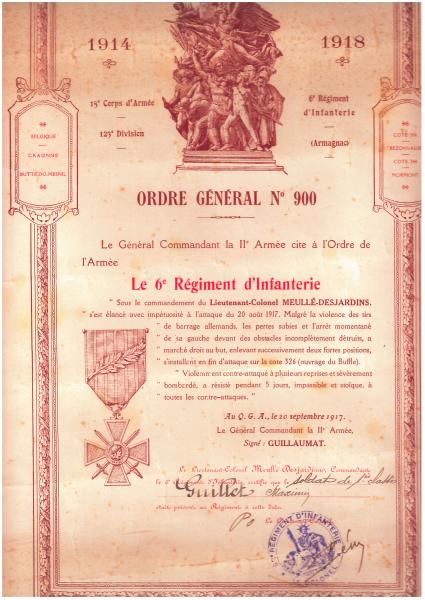 1914
1918
15e Corps d'Armée
123e Division
6e Régiment
d'Infanterie
(Armagnac)
BELGIQUE
CRAONNE
BUTTE DU MESNIL
COTE 304
BEZONVAUX
COTE 344
MORMONT
ORDRE GÉNÉRAL No 900
Le Général Commandant la IIe Armée cite à l'Ordre de
l'Armée
Le 6e Régiment d'Infanterie
" Sous le commandement du Lieutenant-Colonel MEULLÉ-DESJARDINS,
" s'est élancé avec impétuosité à l'attaque du 20 août 1917. Malgré la violence des tirs
" de barrage allemands, les pertes subies et l'arrêt momentané
" de sa gauche devant des obstacles incomplètement détruits, a
" marché droit au but, enlevant successivement deux fortes positions,
" s'installant en fin d'attaque sur la cote 326 (ouvrage du Buffle).
" Violemment contre-attaqué à plusieurs reprises et sévèrement
" bombardé, a résisté pendant 5 jours, impassible et stoïque, à
" toutes les contre-attaques. "
Au Q. G. A., le 20 septembre 1917.
Le Général Commandant la IIe Armée,
Signé : GUILLAUMAT.
Le Lieutenant-Colonel Meullé Desjardins, Commandant
le 6e Régiment d'Infanterie, certifie que le soldat de 1re classe
Guillet Maximin
était présent au Régiment à cette date.
Po Le
RÉGIMENT D'INFANTERIE